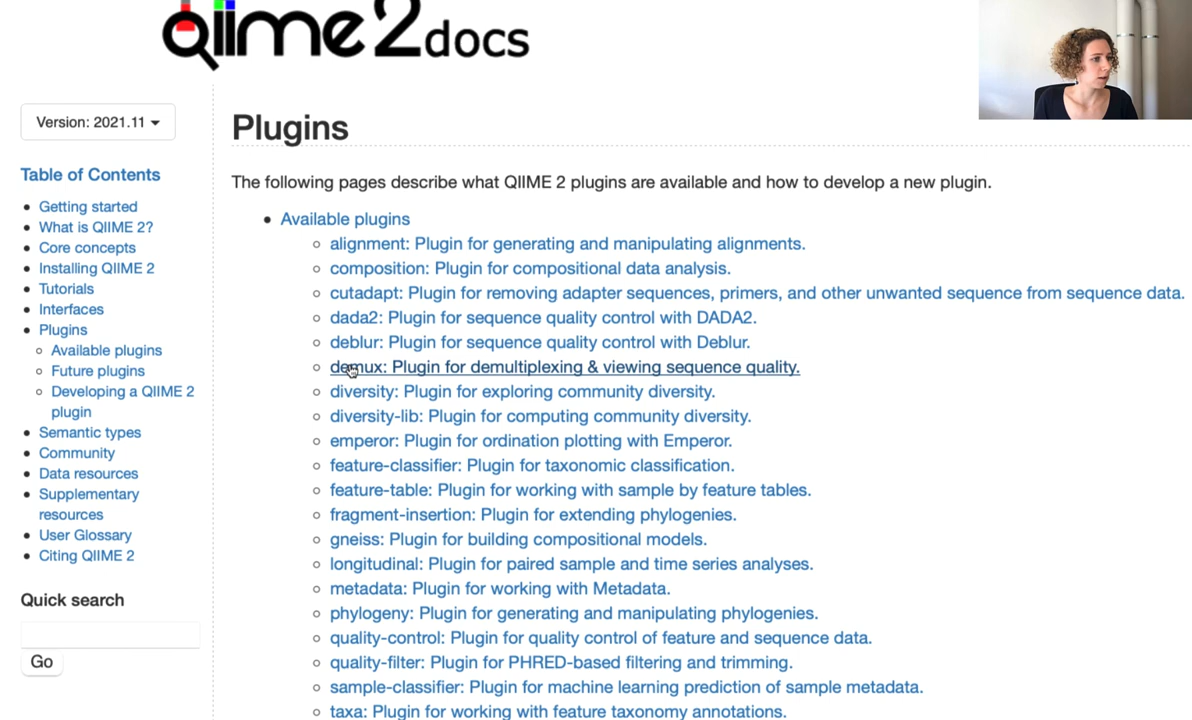 QIIME2docs
Version: 2021.11
Plugins
Table of Contents
Getting started
What is QIIME 2?
Core concepts
Installing QIIME 2
Tutorials
Interfaces
Plugins
Available plugins
Future plugins
Developing a QIIME 2
plugin
Semantic types
Community
Data resources
Supplementary
resources
User Glossary
Citing QIIME 2
Quick search
Go
The following pages describe what QIIME 2 plugins are available and how to develop a new plugin.
Available plugins
alignment: Plugin for generating and manipulating alignments.
composition: Plugin for compositional data analysis.
cutadapt: Plugin for removing adapter sequences, primers, and other unwanted sequence from sequence data.
dada2: Plugin for sequence quality control with DADA2.
deblur: Plugin for sequence quality control with Deblur.
demux: Plugin for demultiplexing & viewing sequence quality.
diversity: Plugin for exploring community diversity.
diversity-lib: Plugin for computing community diversity.
emperor: Plugin for ordination plotting with Emperor.
feature-classifier: Plugin for taxonomic classification.
feature-table: Plugin for working with sample by feature tables.
fragment-insertion: Plugin for extending phylogenies.
gneiss: Plugin for building compositional models.
longitudinal: Plugin for paired sample and time series analyses.
metadata: Plugin for working with Metadata.
phylogeny: Plugin for generating and manipulating phylogenies.
quality-control: Plugin for quality control of feature and sequence data.
quality-filter: Plugin for PHRED-based filtering and trimming.
sample-classifier: Plugin for machine learning prediction of sample metadata.
taxa: Plugin for working with feature taxonomy annotations.